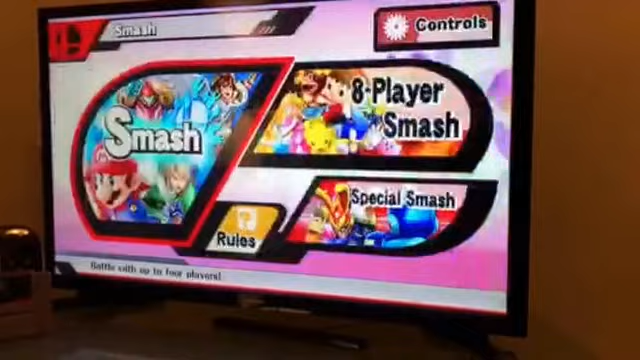 Smash
Controls
Smash
8-Player
Smash
Special Smash
Rules
Battle with up to four players!